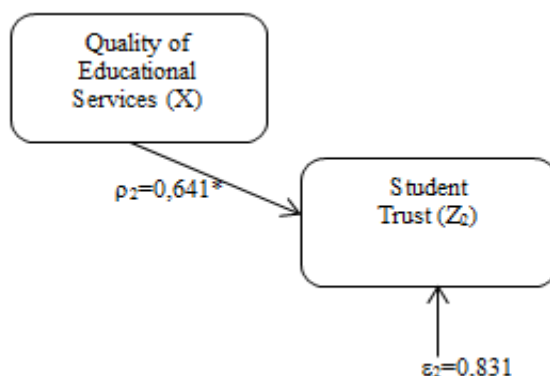 Quality of
Educational
Services (X)
ρ₂=0,641*
Student
Trust (Z₂)
ε₂=0.831